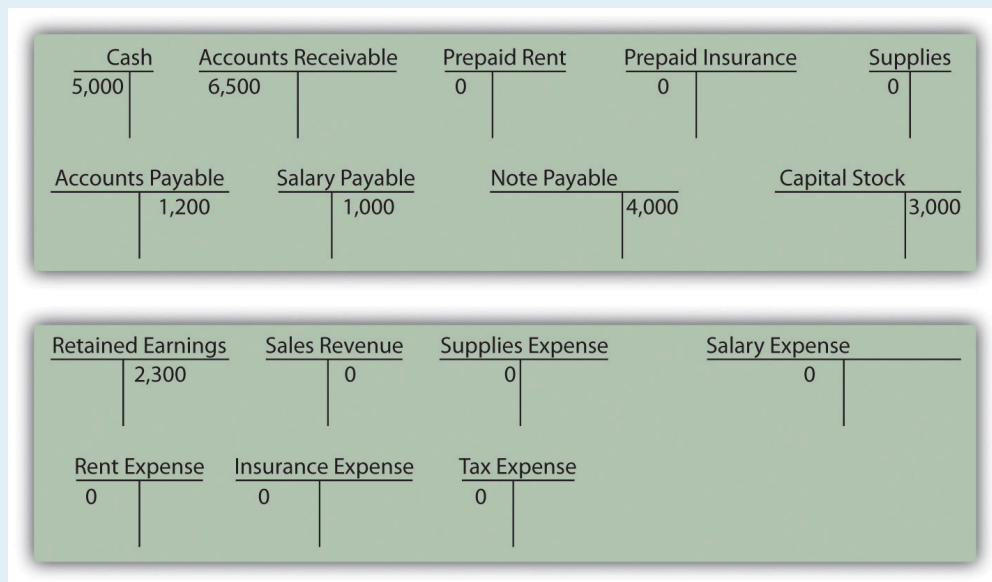 Cash Accounts Receivable Prepaid Rent Prepaid Insurance Supplies
5,000 6,500 0 0 0
Accounts Payable Salary Payable Note Payable Capital Stock
1,200 1,000 4,000 3,000
Retained Earnings Sales Revenue Supplies Expense Salary Expense
2,300 0 0 0
Rent Expense Insurance Expense Tax Expense
0 0 0